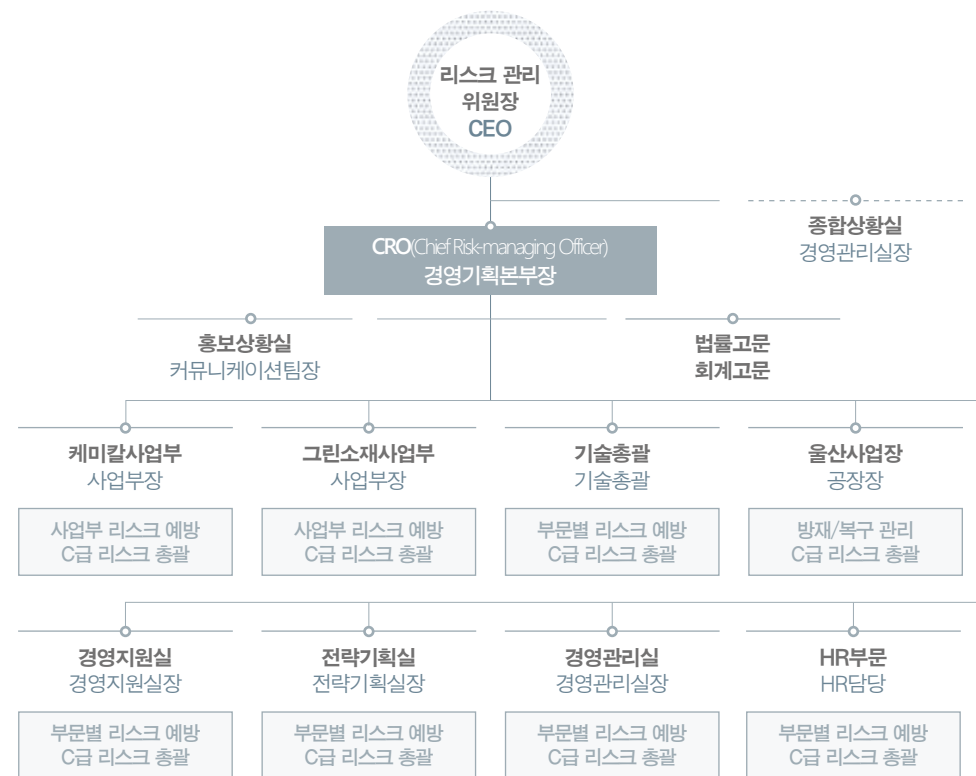 리스크 관리
위원장
CEO
종합상황실
경영관리실장
CRO(Chief Risk-managing Officer)
경영기획본부장
홍보상황실
커뮤니케이션팀장
법률고문
회계고문
케미칼사업부
사업부장
그린소재사업부
사업부장
기술총괄
기술총괄
울산사업장
공장장
사업부 리스크 예방
C급 리스크 총괄
사업부 리스크 예방
C급 리스크 총괄
부문별 리스크 예방
C급 리스크 총괄
방재/복구 관리
C급 리스크 총괄
경영지원실
경영지원실장
전략기획실
전략기획실장
경영관리실
경영관리실장
HR부문
HR담당
부문별 리스크 예방
C급 리스크 총괄
부문별 리스크 예방
C급 리스크 총괄
부문별 리스크 예방
C급 리스크 총괄
부문별 리스크 예방
C급 리스크 총괄